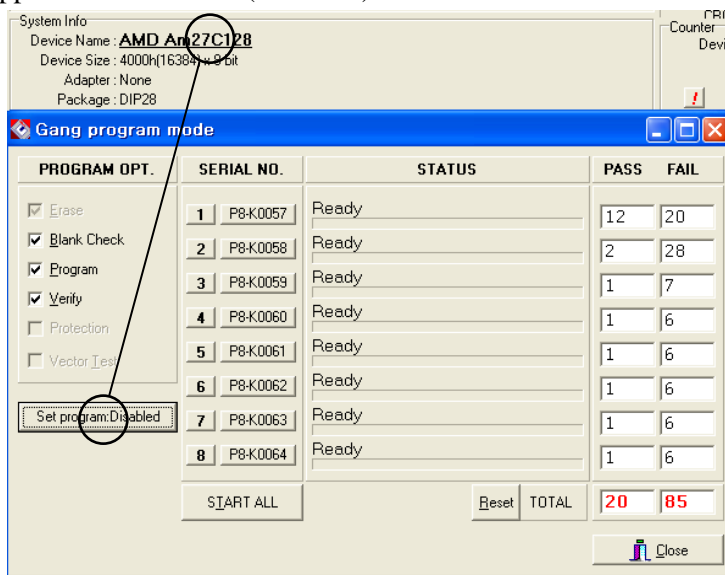 System Info
Device Name : AMD Am27C128
Device Size : 4000h(16384) x 8 bit
Adapter : None
Package : DIP28
Counter
Devi
!
Gang program mode
PROGRAM OPT. SERIAL NO. STATUS PASS FAIL
Erase
Blank Check
Program
Verify
Protection
Vector Test
Set program:Disabled
1 P8-K0057 Ready 12 20
2 P8-K0058 Ready 2 28
3 P8-K0059 Ready 1 7
4 P8-K0060 Ready 1 6
5 P8-K0061 Ready 1 6
6 P8-K0062 Ready 1 6
7 P8-K0063 Ready 1 6
8 P8-K0064 Ready 1 6
START ALL Reset TOTAL 20 85
Close